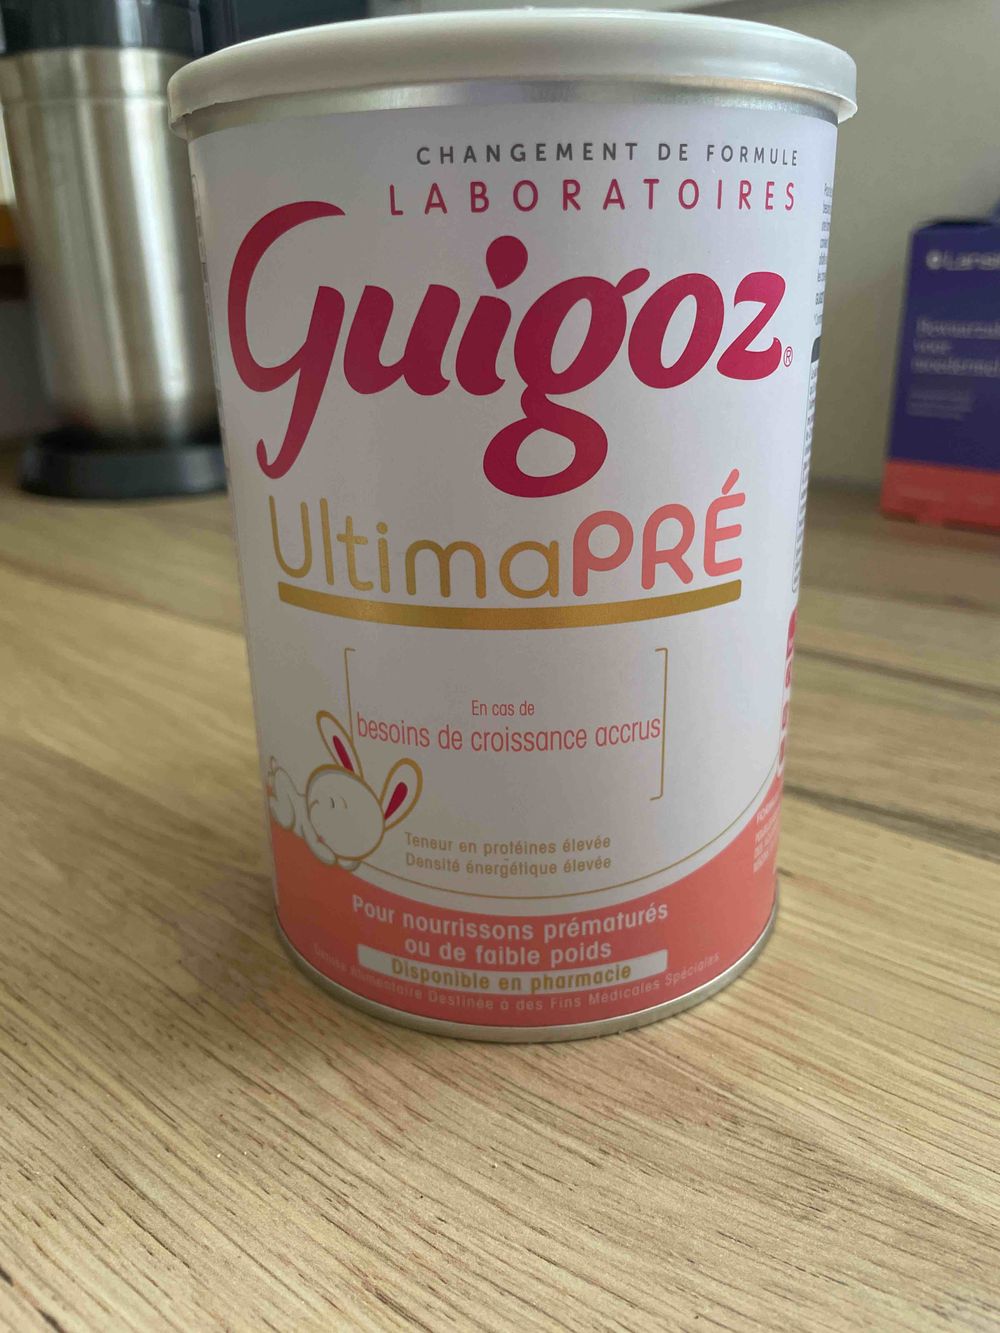 CHANGEMENT DE FORMULE
LABORATOIRES
Guigoz®
UltimaPRÉ
En cas de
besoins de croissance accrus
Teneur en protéines élevée
Densité énergétique élevée
Pour nourrissons prématurés
ou de faible poids
Disponible en pharmacie
Alimentaire Destinée à des Fins Médicales Spéciales